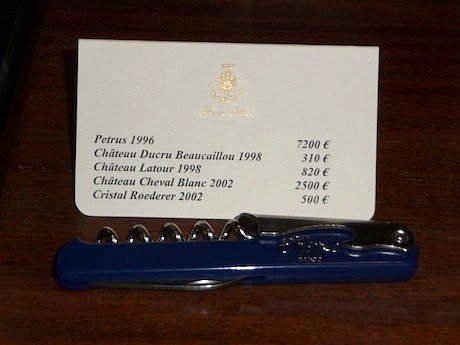 Petrus 1996 7200 €
Château Ducru Beaucaillou 1998 310 €
Château Latour 1998 820 €
Château Cheval Blanc 2002 2500 €
Cristal Roederer 2002 500 €